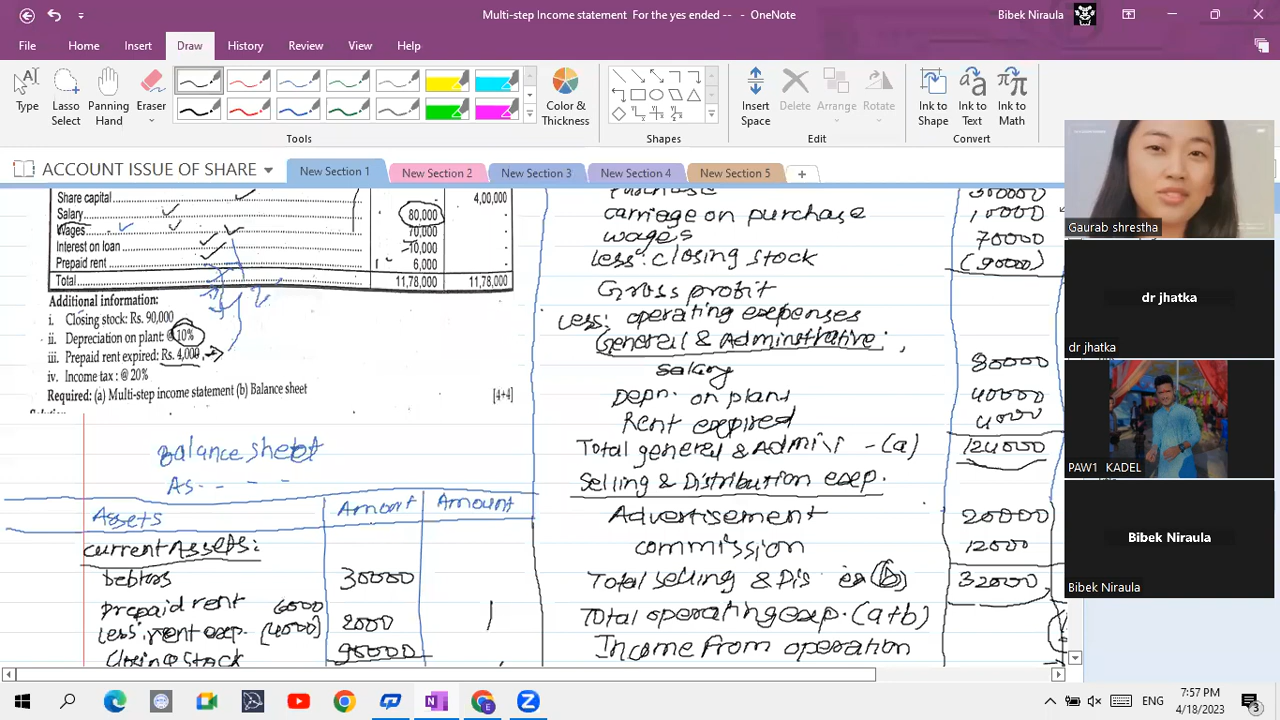 Multi-step Income statement For the yes ended -- - OneNote
Bibek Niraula
File Home Insert Draw History Review View Help
Type
Lasso Select
Panning Hand
Eraser
Tools
Color & Thickness
Shapes
Insert Space
Delete
Arrange
Rotate
Edit
Ink to Shape
Ink to Text
Ink to Math
Convert
ACCOUNT ISSUE OF SHARE
New Section 1
New Section 2
New Section 3
New Section 4
New Section 5
Share capital 4,00,000
Salary 80,000 -
Wages 70,000 -
Interest on loan 10,000 -
Prepaid rent 6,000 -
Total 11,78,000 11,78,000
Additional information:
i. Closing stock: Rs. 90,000
ii. Depreciation on plant: @ 10%
iii. Prepaid rent expired: Rs. 4,000
iv. Income tax: @ 20%
Required: (a) Multi-step income statement (b) Balance sheet [4+4]
Balance sheet
As - - -
Assets Amount Amount
Current Assets:
Debtors 30000
prepaid rent 6000
Less: rent exp. (4000) 2000
closing stock 90000
purchase
carriage on purchase
wages 70000
less: closing stock (90000)
Gross profit
Less: operating expenses
General & Adminstrative
salary 80000
Depn. on plant 40000
Rent expired 4000
Total general & Admini - (a) 124000
Selling & Distribution exp.
Advertisement 20000
commission 12000
Total selling & Dis. ex (b) 32000
Total operating exp. (a+b)
Income from operation
Gaurab shrestha
dr jhatka
dr jhatka
PAW1 KADEL
Bibek Niraula
Bibek Niraula
ENG
7:57 PM
4/18/2023
3